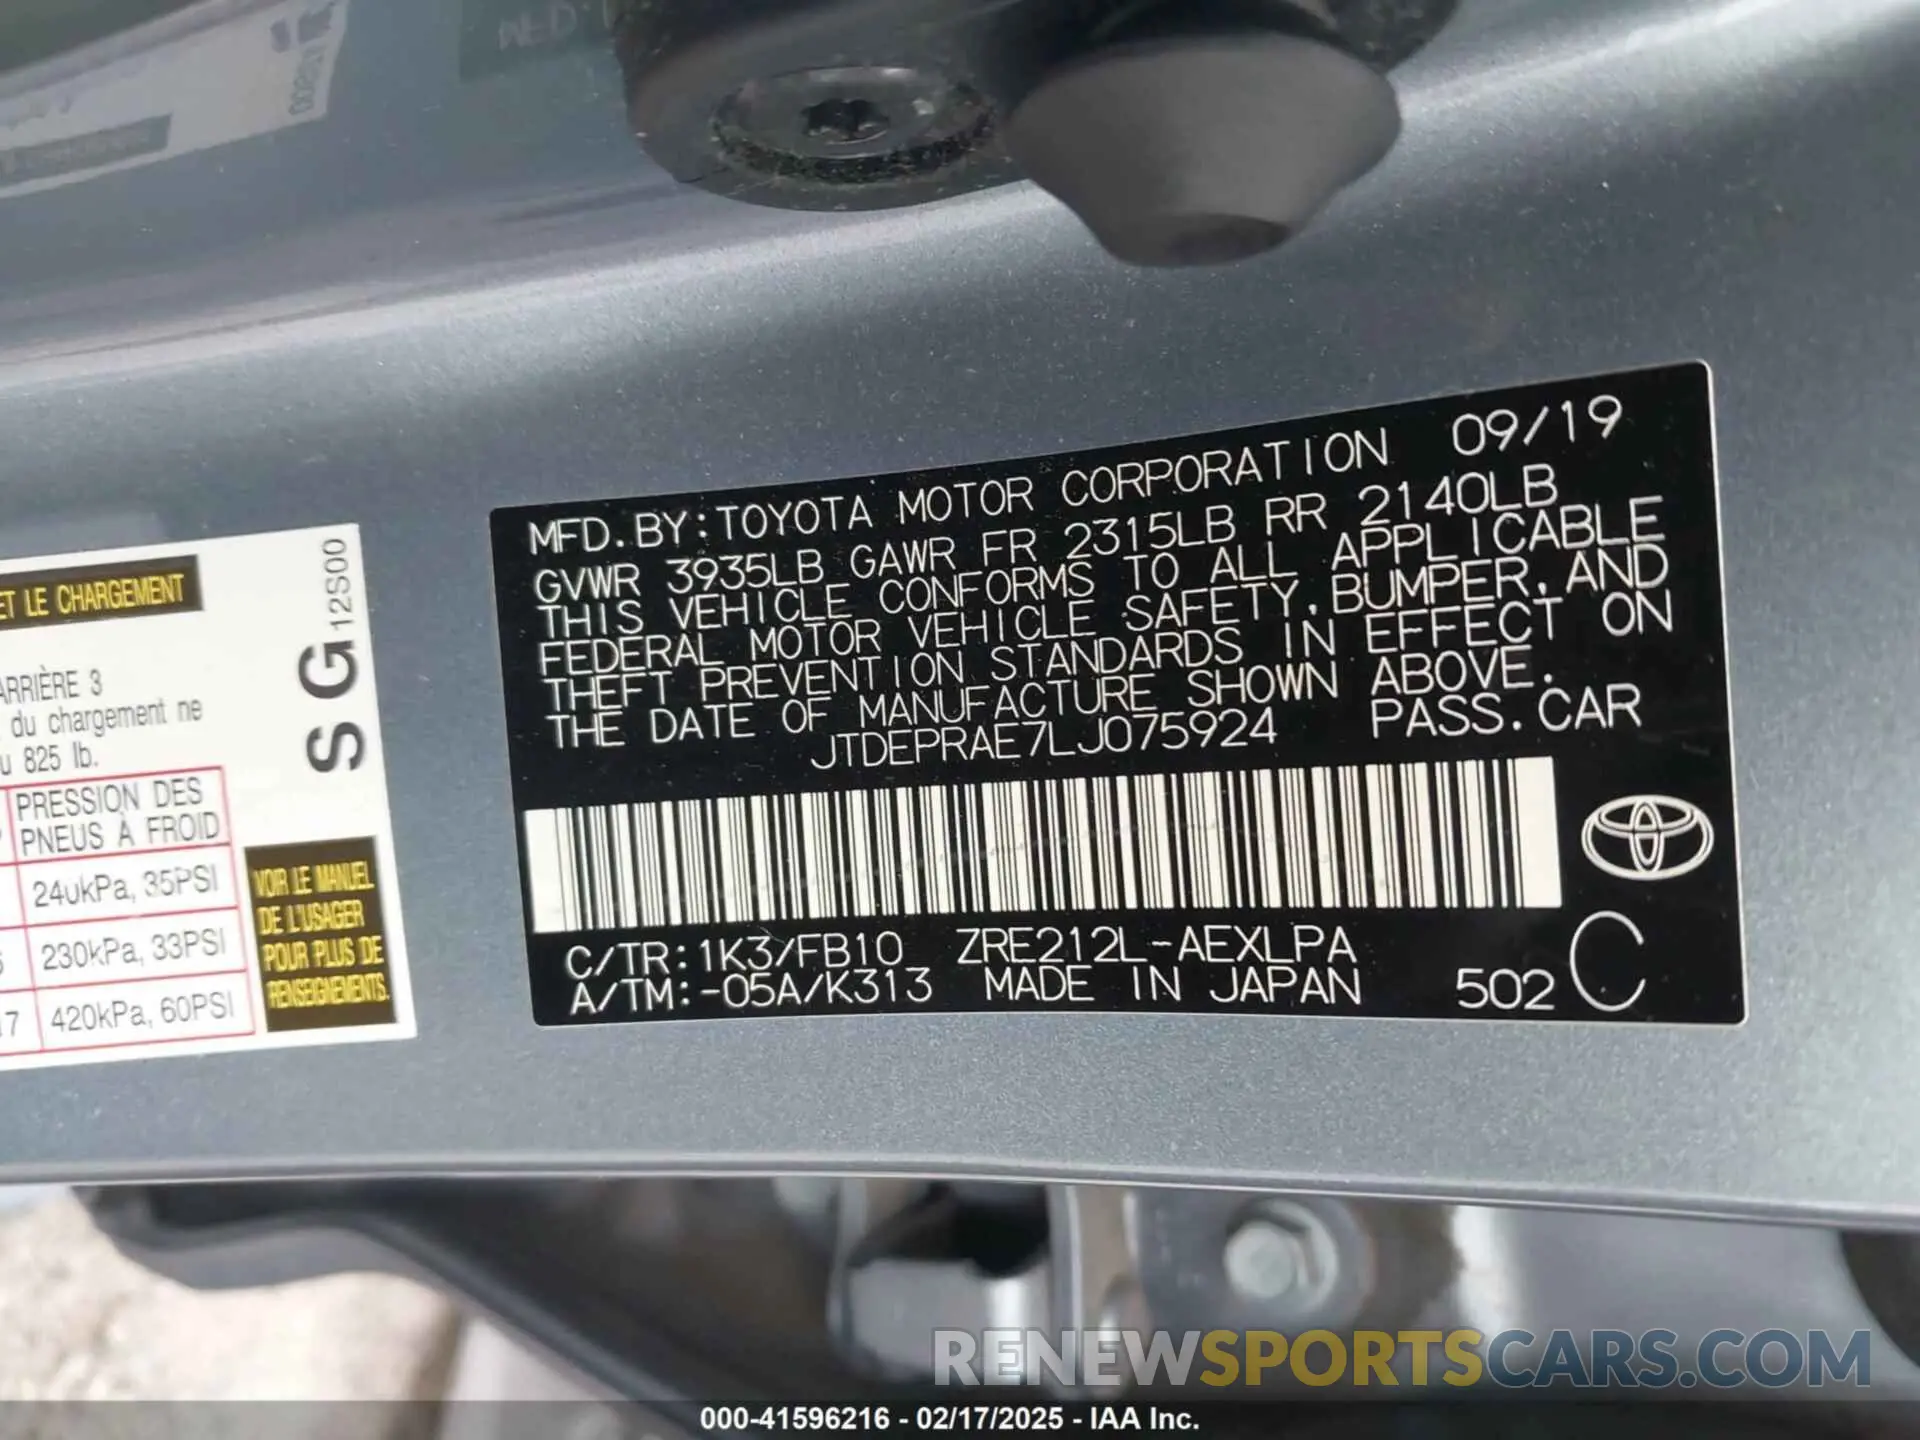 ET LE CHARGEMENT
ARRIÈRE 3
du chargement ne
825 lb.
PRESSION DES
PNEUS À FROID
240kPa, 35PSI
230kPa, 33PSI
17 420kPa, 60PSI
SG 12S00
VOIR LE MANUEL
DE L'USAGER
POUR PLUS DE
RENSEIGNEMENTS.
MFD. BY: TOYOTA MOTOR CORPORATION 09/19
GVWR 3935LB GAWR FR 2315LB RR 2140LB
THIS VEHICLE CONFORMS TO ALL APPLICABLE
FEDERAL MOTOR VEHICLE SAFETY, BUMPER, AND
THEFT PREVENTION STANDARDS IN EFFECT ON
THE DATE OF MANUFACTURE SHOWN ABOVE.
JTDEPRAE7LJ075924 PASS. CAR
C/TR: 1K3/FB10 ZRE212L-AEXLPA
A/TM: -05A/K313 MADE IN JAPAN 502 C
RENEWSPORTSCARS.COM
000-41596216 - 02/17/2025 - IAA Inc.